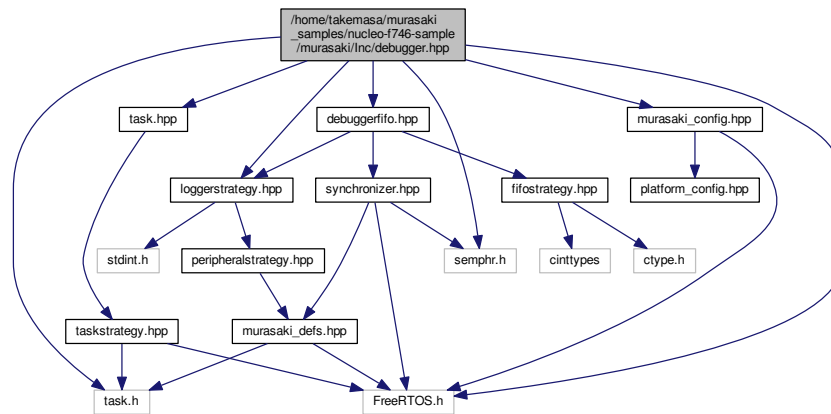 /home/takemasa/murasaki
_samples/nucleo-f746-sample
/murasaki/Inc/debugger.hpp
task.hpp
debuggerfifo.hpp
murasaki_config.hpp
loggerstrategy.hpp
synchronizer.hpp
fifostrategy.hpp
platform_config.hpp
stdint.h
peripheralstrategy.hpp
semphr.h
cinttypes
ctype.h
taskstrategy.hpp
murasaki_defs.hpp
task.h
FreeRTOS.h